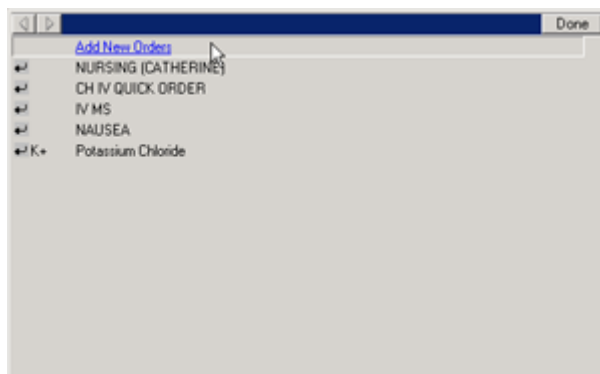 Done
Add New Orders
NURSING (CATHERINE)
CH IV QUICK ORDER
IV MS
NAUSEA
K+ Potassium Chloride